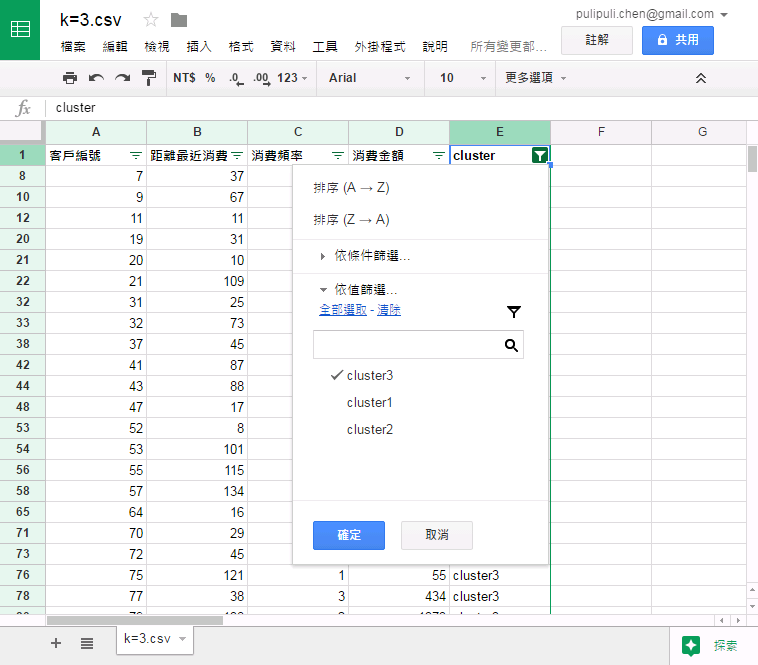 k=3.csv
pulipuli.chen@gmail.com
檔案 編輯 檢視 插入 格式 資料 工具 外掛程式 說明 所有變更都...
註解 共用
NT$ % .0 .00 123 Arial 10 更多選項
fx cluster
A B C D E F G
1 客戶編號 距離最近消費 消費頻率 消費金額 cluster
8 7 37
10 9 67
12 11 11
20 19 31
21 20 10
22 21 109
32 31 25
33 32 73
38 37 45
42 41 87
44 43 88
48 47 17
53 52 8
54 53 101
56 55 115
58 57 134
65 64 16
71 70 29
73 72 45
76 75 121 1 55 cluster3
78 77 38 3 434 cluster3
排序 (A → Z)
排序 (Z → A)
依條件篩選...
依值篩選...
全部選取 - 清除
cluster3
cluster1
cluster2
確定 取消
k=3.csv
探索